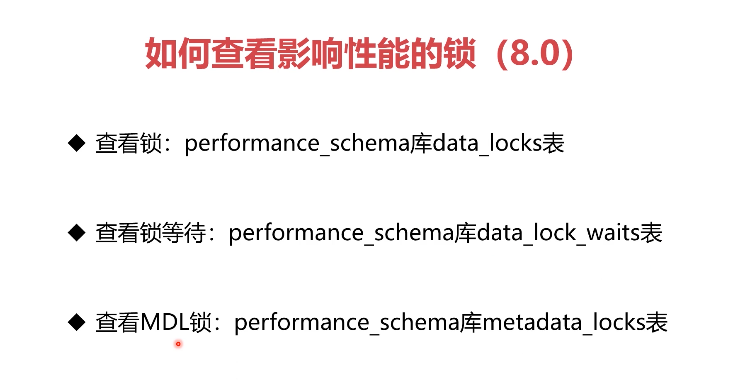 如何查看影响性能的锁（8.0）
◆ 查看锁：performance_schema库data_locks表
◆ 查看锁等待：performance_schema库data_lock_waits表
◆ 查看MDL锁：performance_schema库metadata_locks表